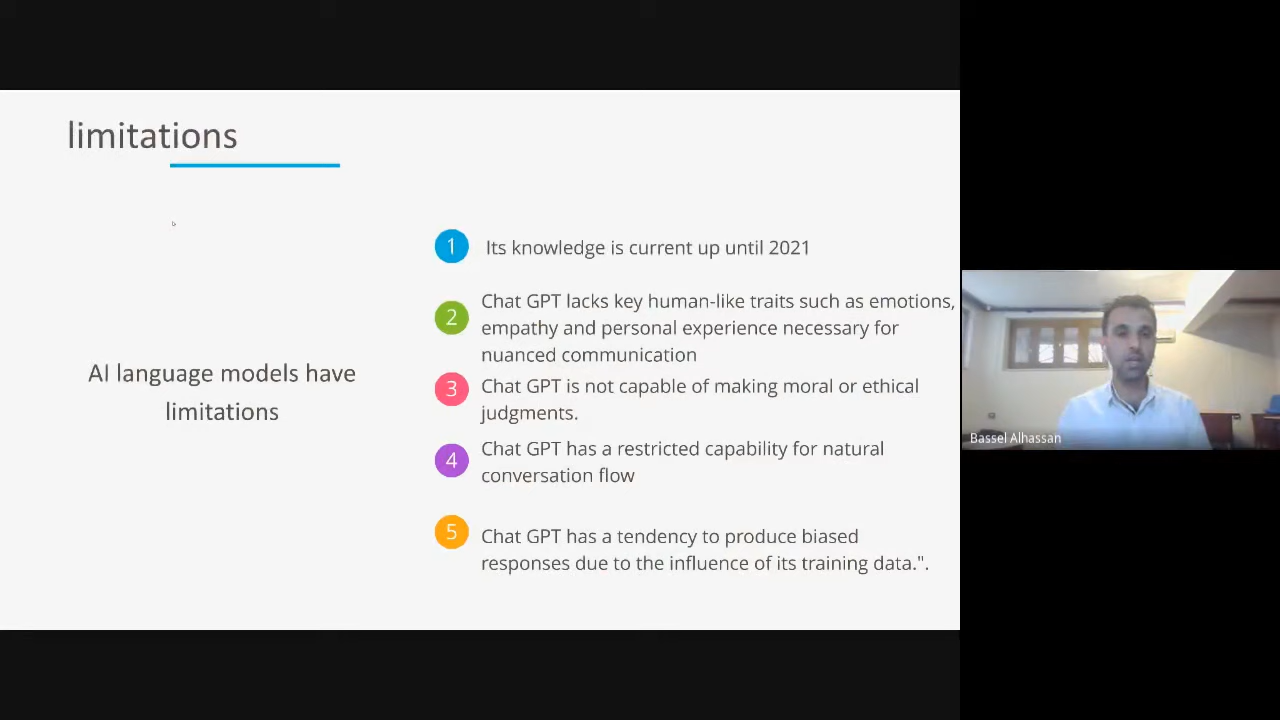 limitations
AI language models have
limitations
1
Its knowledge is current up until 2021
2
Chat GPT lacks key human-like traits such as emotions,
empathy and personal experience necessary for
nuanced communication
3
Chat GPT is not capable of making moral or ethical
judgments.
4
Chat GPT has a restricted capability for natural
conversation flow
5
Chat GPT has a tendency to produce biased
responses due to the influence of its training data.".
Bassel Alhassan